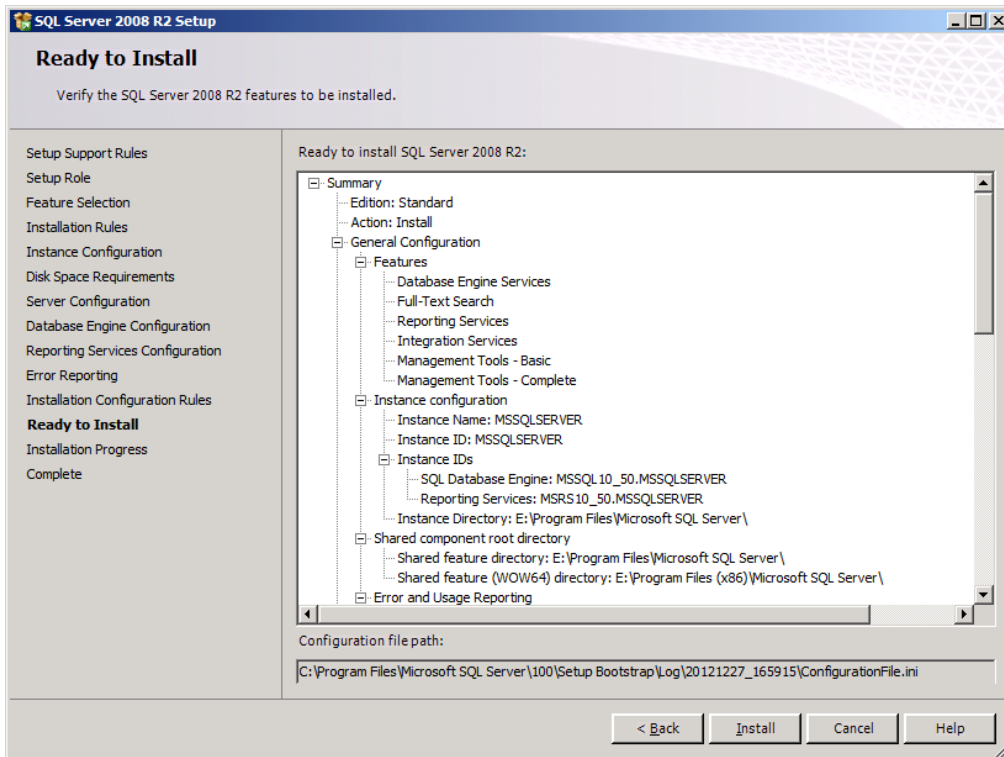 SQL Server 2008 R2 Setup
Ready to Install
Verify the SQL Server 2008 R2 features to be installed.
Setup Support Rules
Setup Role
Feature Selection
Installation Rules
Instance Configuration
Disk Space Requirements
Server Configuration
Database Engine Configuration
Reporting Services Configuration
Error Reporting
Installation Configuration Rules
Ready to Install
Installation Progress
Complete
Ready to install SQL Server 2008 R2:
Summary
Edition: Standard
Action: Install
General Configuration
Features
Database Engine Services
Full-Text Search
Reporting Services
Integration Services
Management Tools - Basic
Management Tools - Complete
Instance configuration
Instance Name: MSSQLSERVER
Instance ID: MSSQLSERVER
Instance IDs
SQL Database Engine: MSSQL10_50.MSSQLSERVER
Reporting Services: MSRS10_50.MSSQLSERVER
Instance Directory: E:\Program Files\Microsoft SQL Server\
Shared component root directory
Shared feature directory: E:\Program Files\Microsoft SQL Server\
Shared feature (WOW64) directory: E:\Program Files (x86)\Microsoft SQL Server\
Error and Usage Reporting
Configuration file path:
C:\Program Files\Microsoft SQL Server\100\Setup Bootstrap\Log\20121227_165915\ConfigurationFile.ini
< Back
Install
Cancel
Help